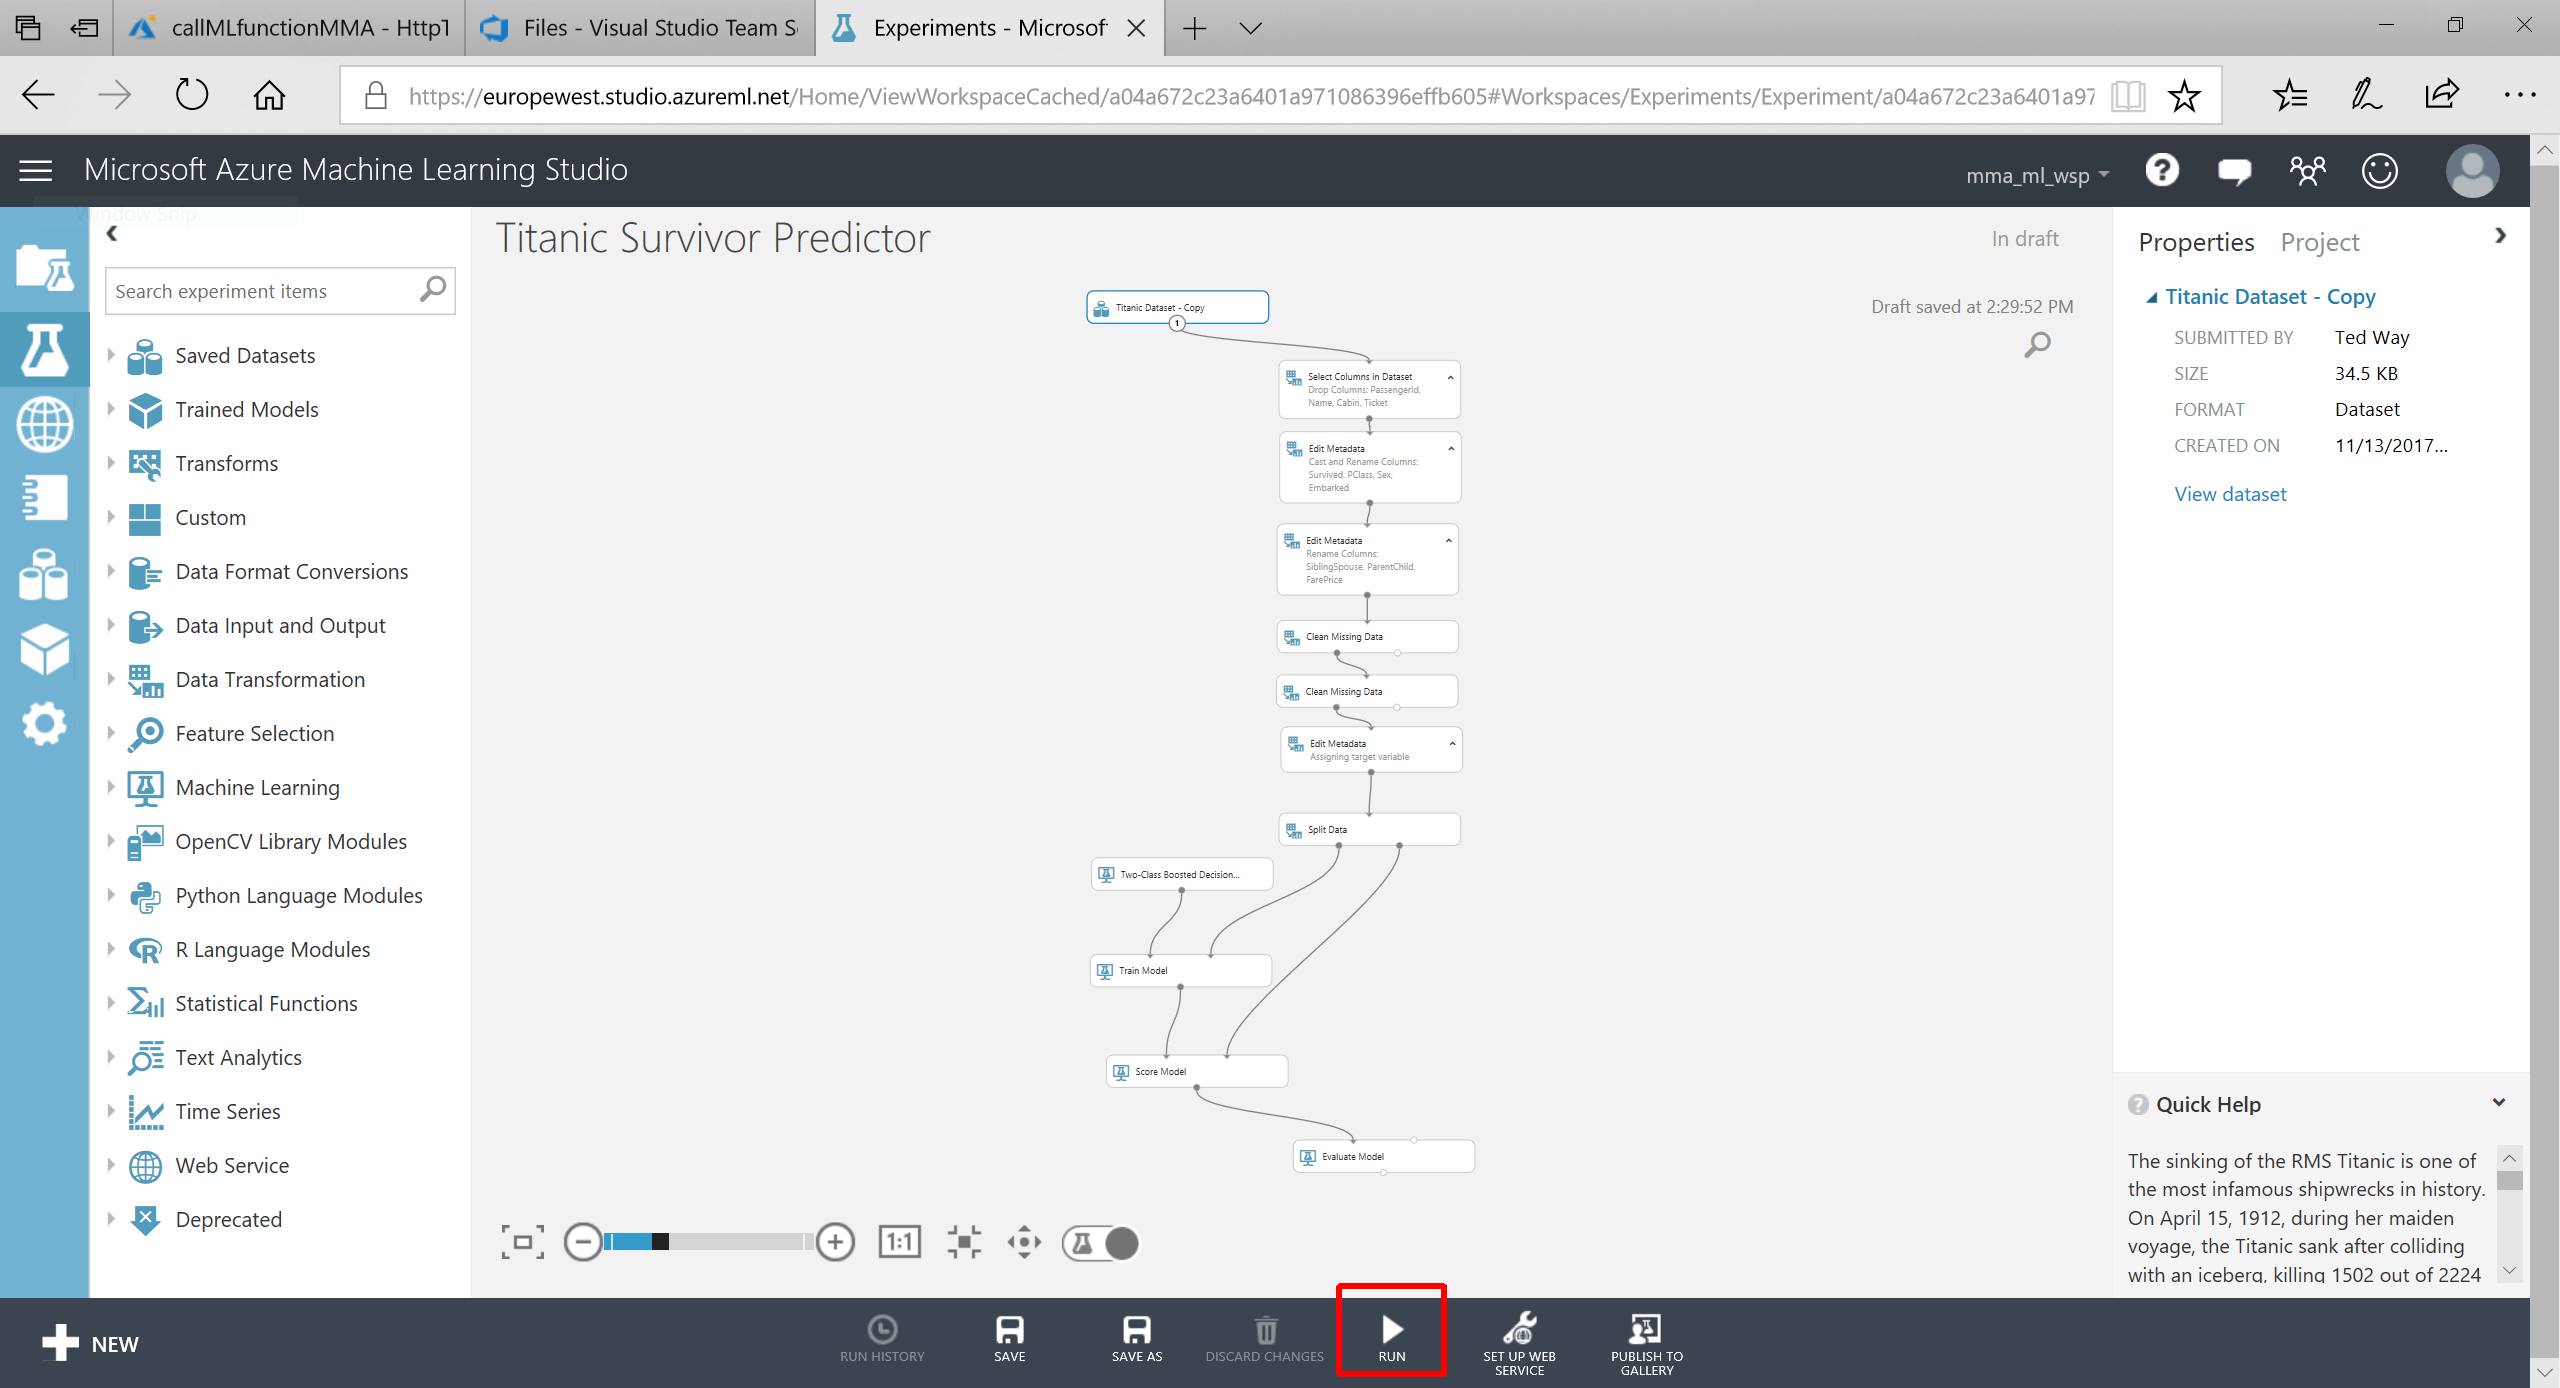 callMLfunctionMMA - HttpT
Files - Visual Studio Team S
Experiments - Microsof
https://europewest.studio.azureml.net/Home/ViewWorkspaceCached/a04a672c23a6401a971086396effb605#Workspaces/Experiments/Experiment/a04a672c23a6401a97
Microsoft Azure Machine Learning Studio
mma_ml_wsp
Window Snip
Search experiment items
Saved Datasets
Trained Models
Transforms
Custom
Data Format Conversions
Data Input and Output
Data Transformation
Feature Selection
Machine Learning
OpenCV Library Modules
Python Language Modules
R Language Modules
Statistical Functions
Text Analytics
Time Series
Web Service
Deprecated
Titanic Survivor Predictor
In draft
Draft saved at 2:29:52 PM
Titanic Dataset - Copy
1
Select Columns in Dataset
Drop Columns: PassengerId,
Name, Cabin, Ticket
Edit Metadata
Cast and Rename Columns:
Survived, PClass, Sex,
Embarked
Edit Metadata
Rename Columns:
SiblingSpouse, ParentChild,
FarePrice
Clean Missing Data
Clean Missing Data
Edit Metadata
Assigning target variable
Split Data
Two-Class Boosted Decision...
Train Model
Score Model
Evaluate Model
1:1
Properties
Project
Titanic Dataset - Copy
SUBMITTED BY Ted Way
SIZE 34.5 KB
FORMAT Dataset
CREATED ON 11/13/2017...
View dataset
Quick Help
The sinking of the RMS Titanic is one of
the most infamous shipwrecks in history.
On April 15, 1912, during her maiden
voyage, the Titanic sank after colliding
with an iceberg, killing 1502 out of 2224
NEW
RUN HISTORY
SAVE
SAVE AS
DISCARD CHANGES
RUN
SET UP WEB
SERVICE
PUBLISH TO
GALLERY